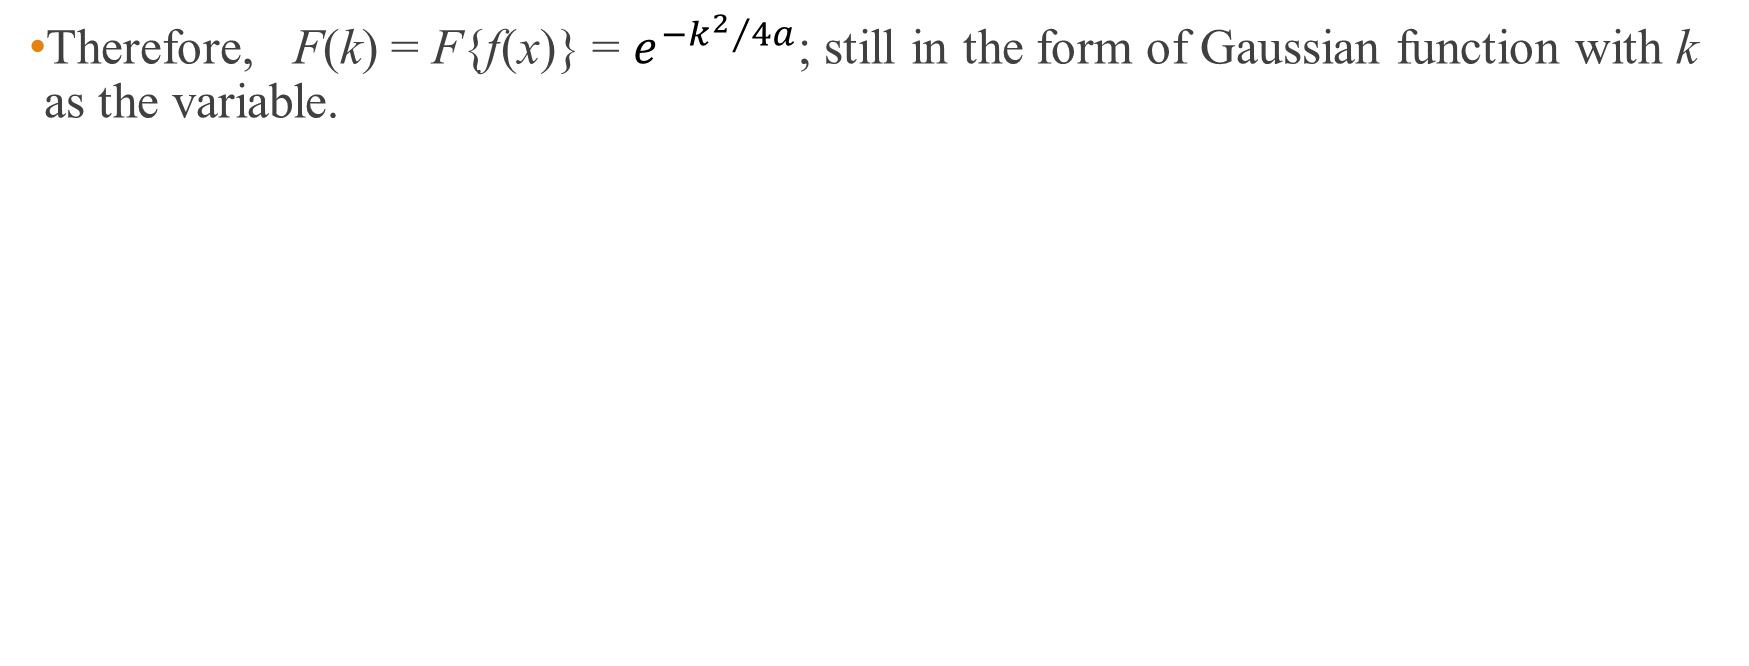 •Therefore, F(k) = F{f(x)} = e^{−k²/4a}; still in the form of Gaussian function with k
as the variable.